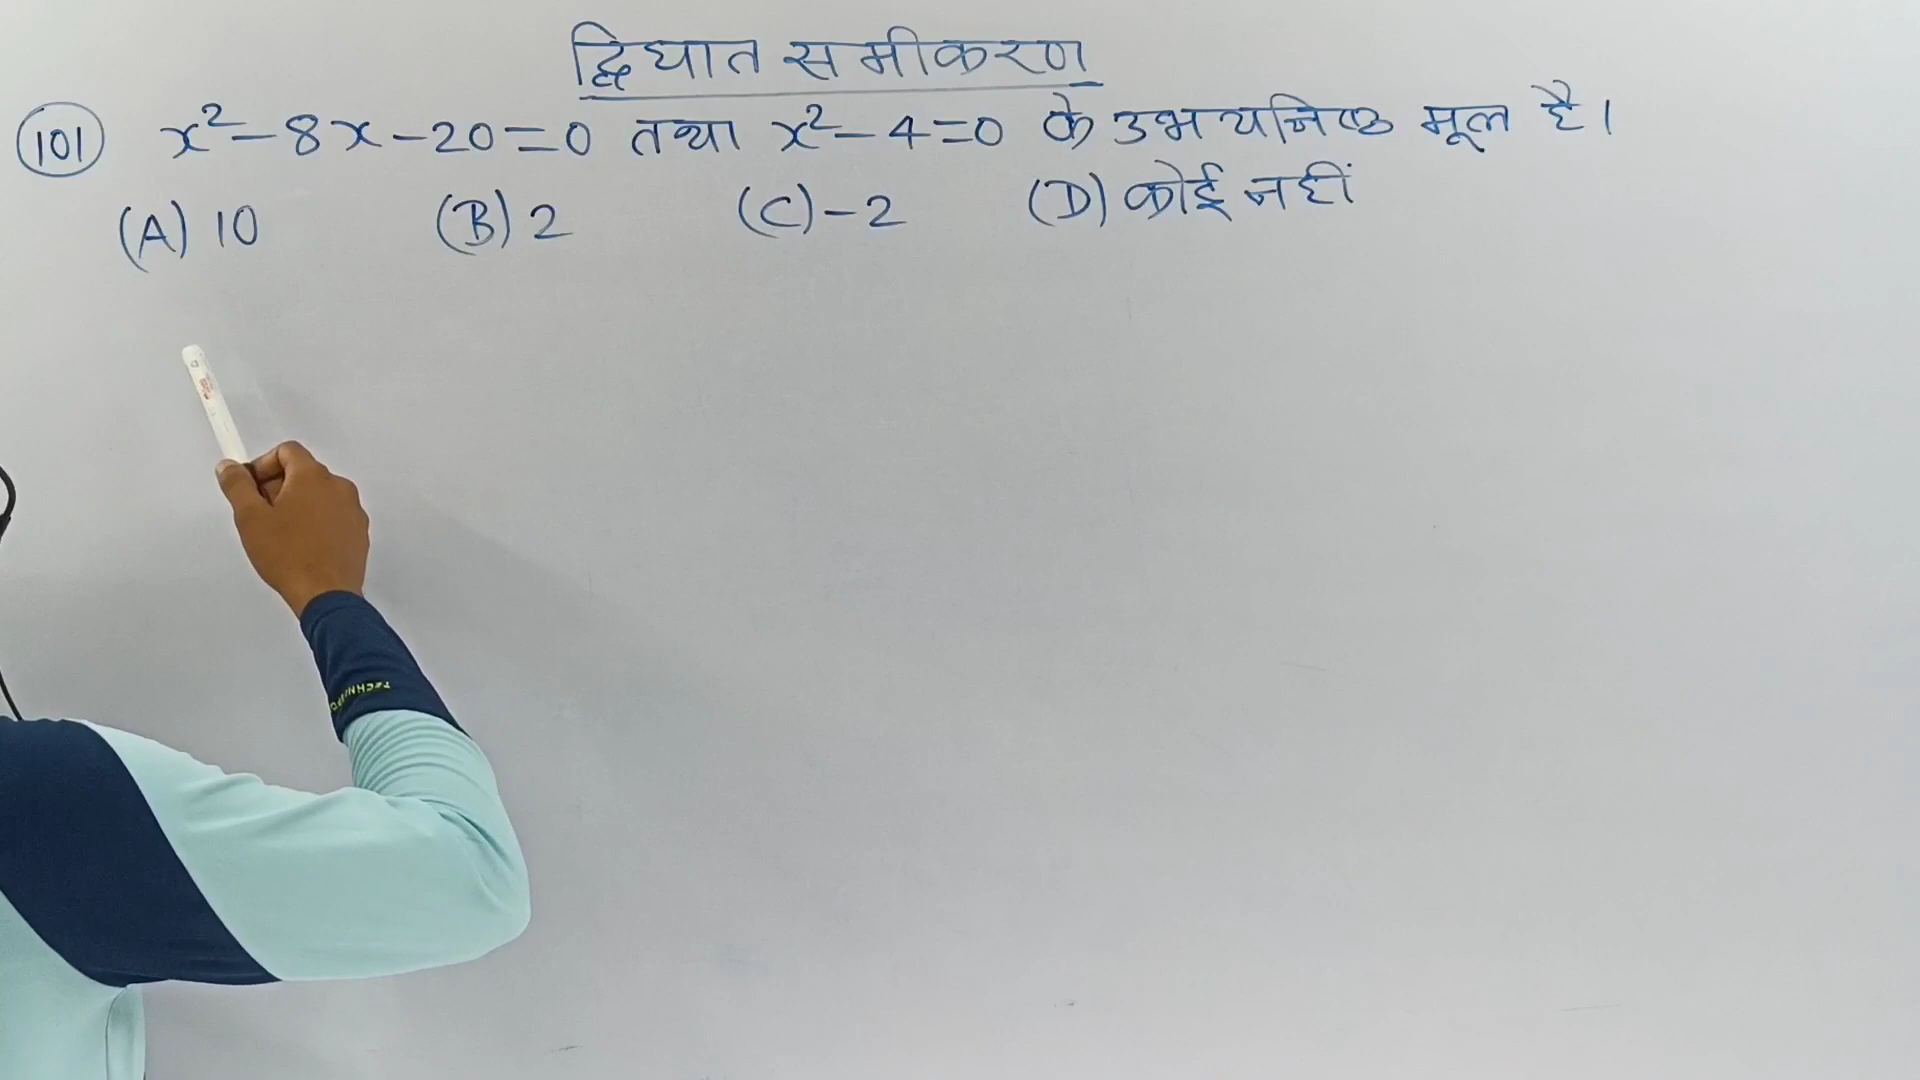 द्विघात समीकरण
(101) x²-8x-20=0 तथा x²-4=0 के उभयनिष्ठ मूल है।
(A) 10 (B) 2 (C) -2 (D) कोई नहीं